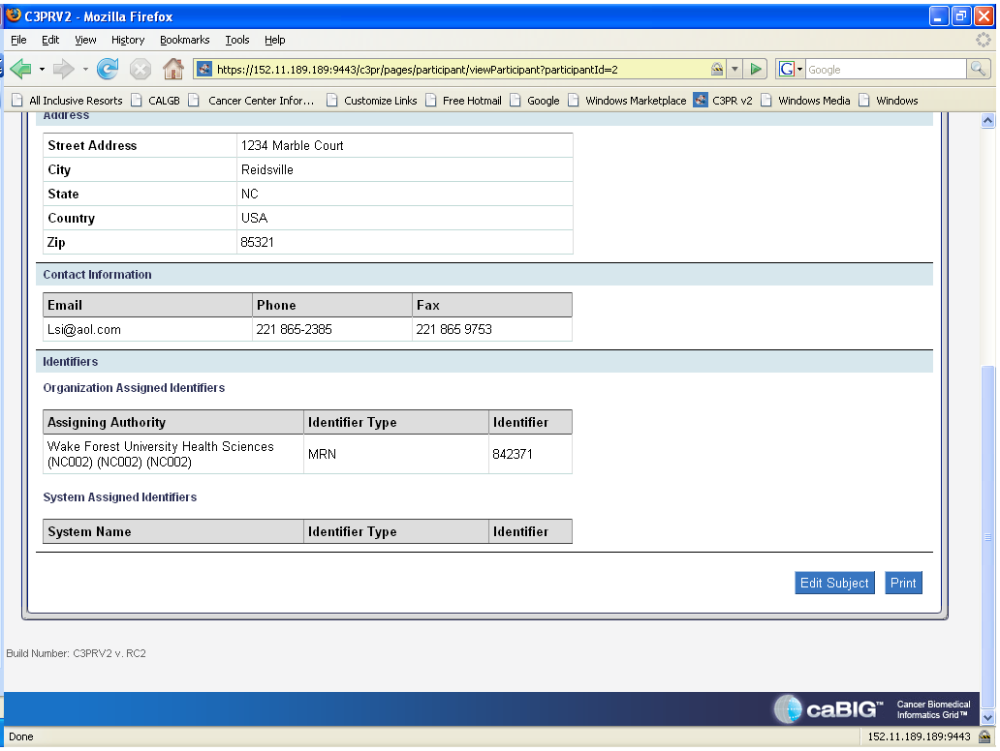 C3PRV2 - Mozilla Firefox
File Edit View History Bookmarks Tools Help
https://152.11.189.189:9443/c3pr/pages/participant/viewParticipant?participantId=2
G Google
All Inclusive Resorts CALGB Cancer Center Infor... Customize Links Free Hotmail Google Windows Marketplace C3PR v2 Windows Media Windows
Address
Street Address 1234 Marble Court
City Reidsville
State NC
Country USA
Zip 85321
Contact Information
Email Phone Fax
Lsi@aol.com 221 865-2385 221 865 9753
Identifiers
Organization Assigned Identifiers
Assigning Authority Identifier Type Identifier
Wake Forest University Health Sciences
(NC002) (NC002) (NC002) MRN 842371
System Assigned Identifiers
System Name Identifier Type Identifier
Edit Subject Print
Build Number: C3PRV2 v. RC2
caBIG™ Cancer Biomedical
Informatics Grid™
Done 152.11.189.189:9443